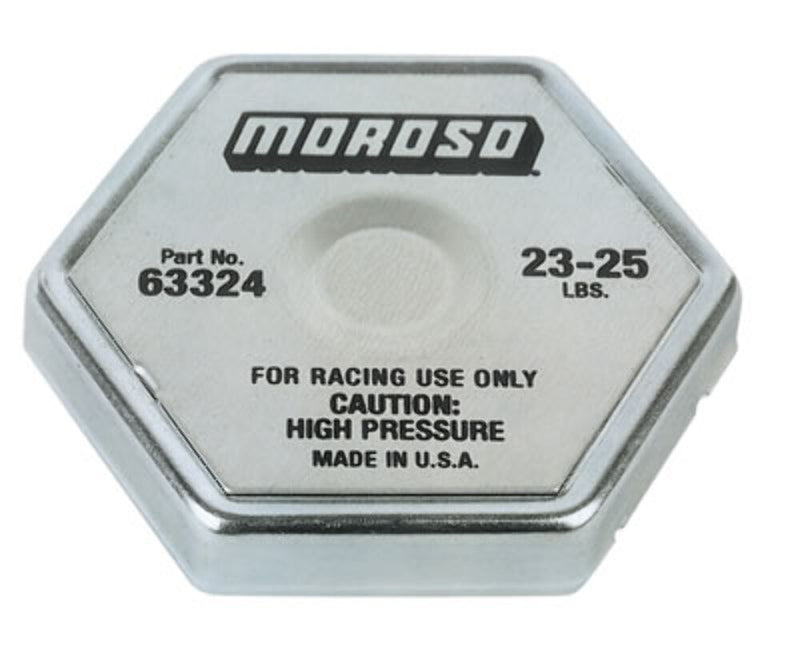 MOROSO
Part No.
63324
23-25
LBS.
FOR RACING USE ONLY
CAUTION:
HIGH PRESSURE
MADE IN U.S.A.